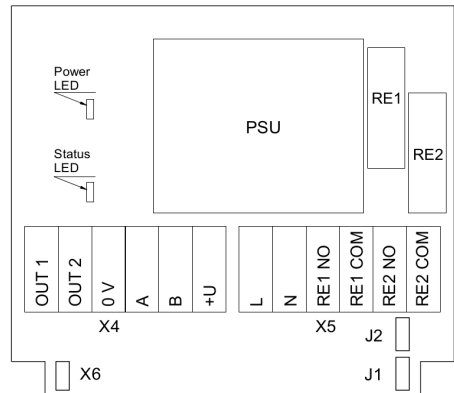 Power
LED
PSU
RE1
RE2
Status
LED
OUT 1
OUT 2
0 V
A
B
+U
L
N
RE1 NO
RE1 COM
RE2 NO
RE2 COM
X4
X5
J2
X6
J1